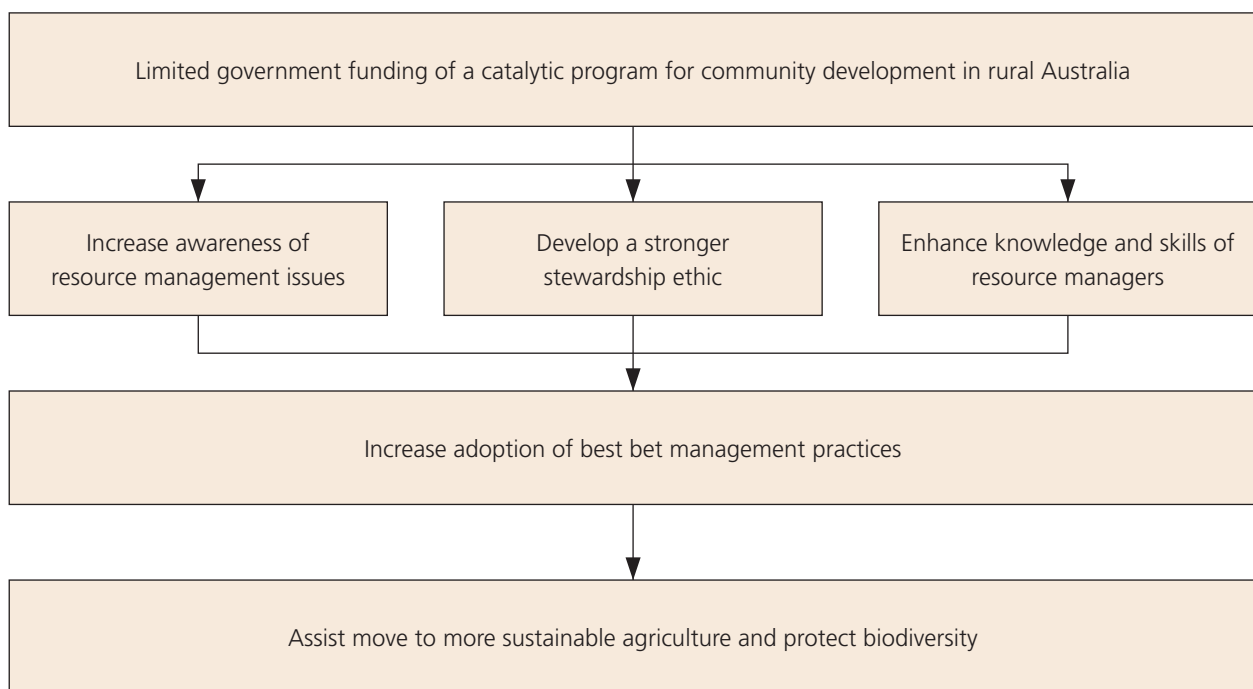 Limited government funding of a catalytic program for community development in rural Australia
Increase awareness of
resource management issues
Develop a stronger
stewardship ethic
Enhance knowledge and skills of
resource managers
Increase adoption of best bet management practices
Assist move to more sustainable agriculture and protect biodiversity